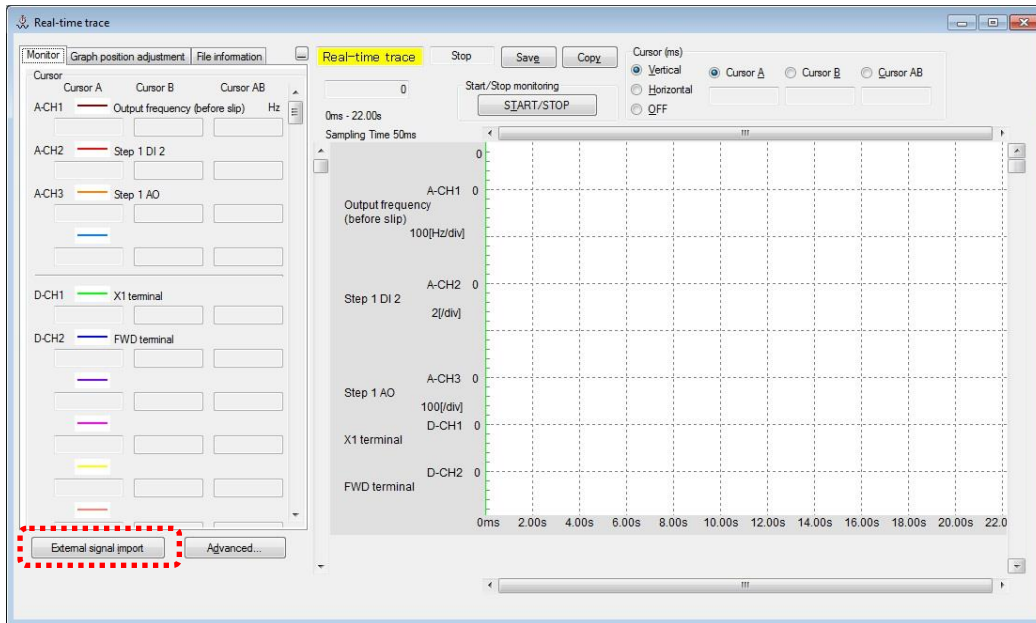 Real-time trace
Monitor Graph position adjustment File information
Real-time trace Stop Save Copy
Cursor (ms)
Vertical Cursor A Cursor B Cursor AB
Horizontal
OFF
0
Start/Stop monitoring
START/STOP
0ms - 22.00s
Sampling Time 50ms
Cursor
Cursor A Cursor B Cursor AB
A-CH1 Output frequency (before slip) Hz
A-CH2 Step 1 DI 2
A-CH3 Step 1 AO
D-CH1 X1 terminal
D-CH2 FWD terminal
External signal import Advanced...
0
A-CH1 0
Output frequency
(before slip)
100[Hz/div]
A-CH2 0
Step 1 DI 2
2[/div]
A-CH3 0
Step 1 AO
100[/div]
D-CH1 0
X1 terminal
D-CH2 0
FWD terminal
0ms 2.00s 4.00s 6.00s 8.00s 10.00s 12.00s 14.00s 16.00s 18.00s 20.00s 22.0